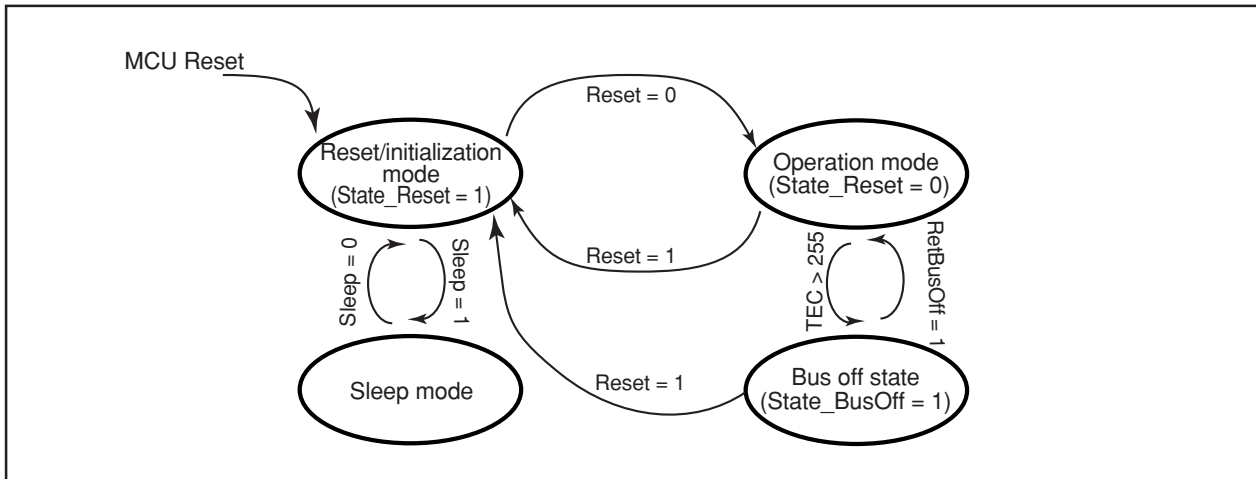 MCU Reset
Reset = 0
Reset/initialization
mode
(State_Reset = 1)
Operation mode
(State_Reset = 0)
Reset = 1
Sleep = 0
Sleep = 1
TEC > 255
RetBusOff = 1
Sleep mode
Reset = 1
Bus off state
(State_BusOff = 1)